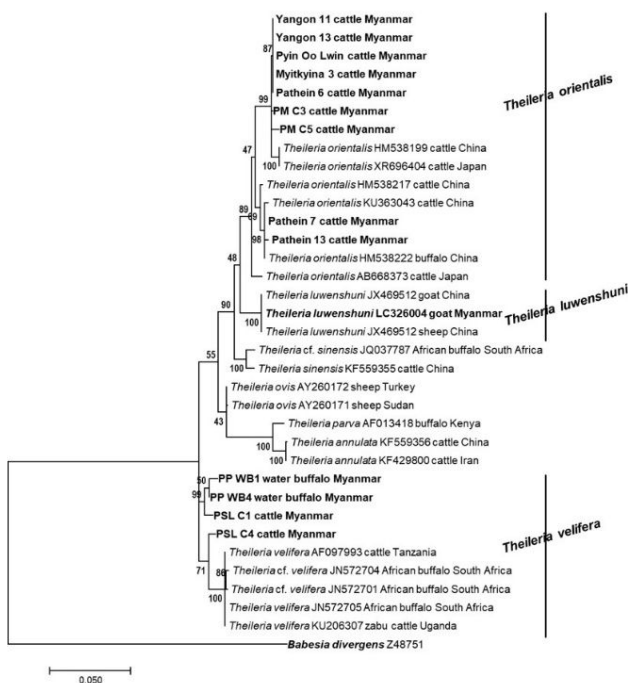 Yangon 11 cattle Myanmar
Yangon 13 cattle Myanmar
87
Pyin Oo Lwin cattle Myanmar
Myitkyina 3 cattle Myanmar
Pathein 6 cattle Myanmar
99
PM C3 cattle Myanmar
PM C5 cattle Myanmar
Theileria orientalis
Theileria orientalis HM538199 cattle China
47
100
Theileria orientalis XR696404 cattle Japan
Theileria orientalis HM538217 cattle China
Theileria orientalis KU363043 cattle China
89
69
Pathein 7 cattle Myanmar
98
Pathein 13 cattle Myanmar
Theileria orientalis HM538222 buffalo China
48
Theileria orientalis AB668373 cattle Japan
Theileria luwenshuni JX469512 goat China
Theileria luwenshuni LC326004 goat Myanmar
100
Theileria luwenshuni JX469512 sheep China
Theileria luwenshuni
90
Theileria cf. sinensis JQ037787 African buffalo South Africa
100
Theileria sinensis KF559355 cattle China
55
Theileria ovis AY260172 sheep Turkey
Theileria ovis AY260171 sheep Sudan
43
Theileria parva AF013418 buffalo Kenya
100
Theileria annulata KF559356 cattle China
100
Theileria annulata KF429800 cattle Iran
50
PP WB1 water buffalo Myanmar
99
PP WB4 water buffalo Myanmar
PSL C1 cattle Myanmar
PSL C4 cattle Myanmar
Theileria velifera
Theileria velifera AF097993 cattle Tanzania
71
86
Theileria cf. velifera JN572704 African buffalo South Africa
Theileria cf. velifera JN572701 African buffalo South Africa
100
Theileria velifera JN572705 African buffalo South Africa
Theileria velifera KU206307 zabu cattle Uganda
Babesia divergens Z48751
0.050